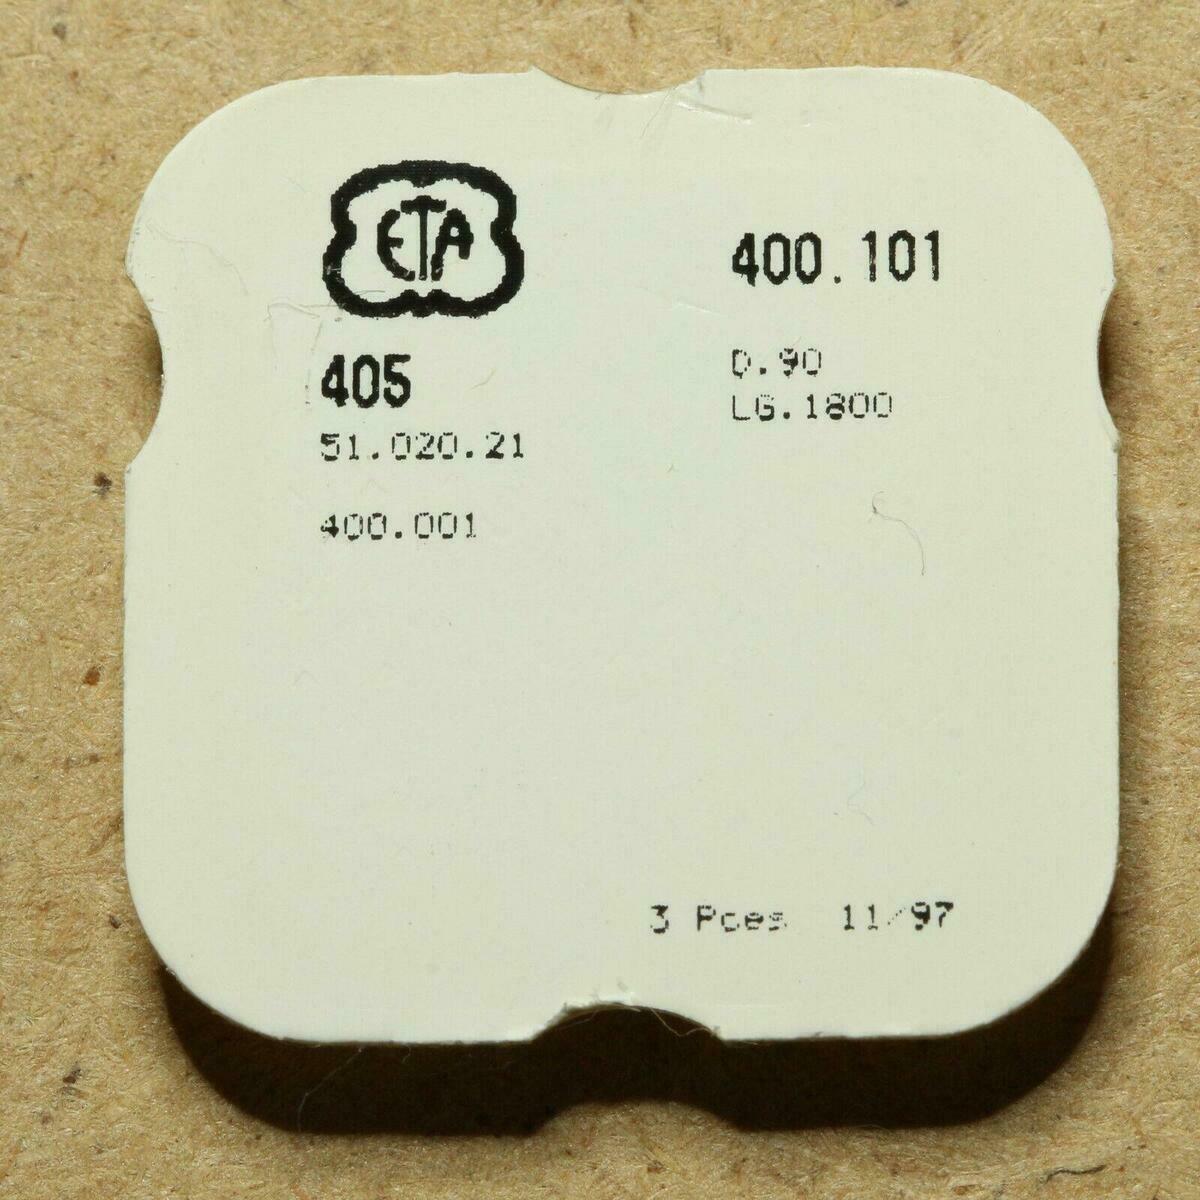 ETA
405
51.020.21
400.001
400.101
D.90
LG.1800
3 Pces 11/97